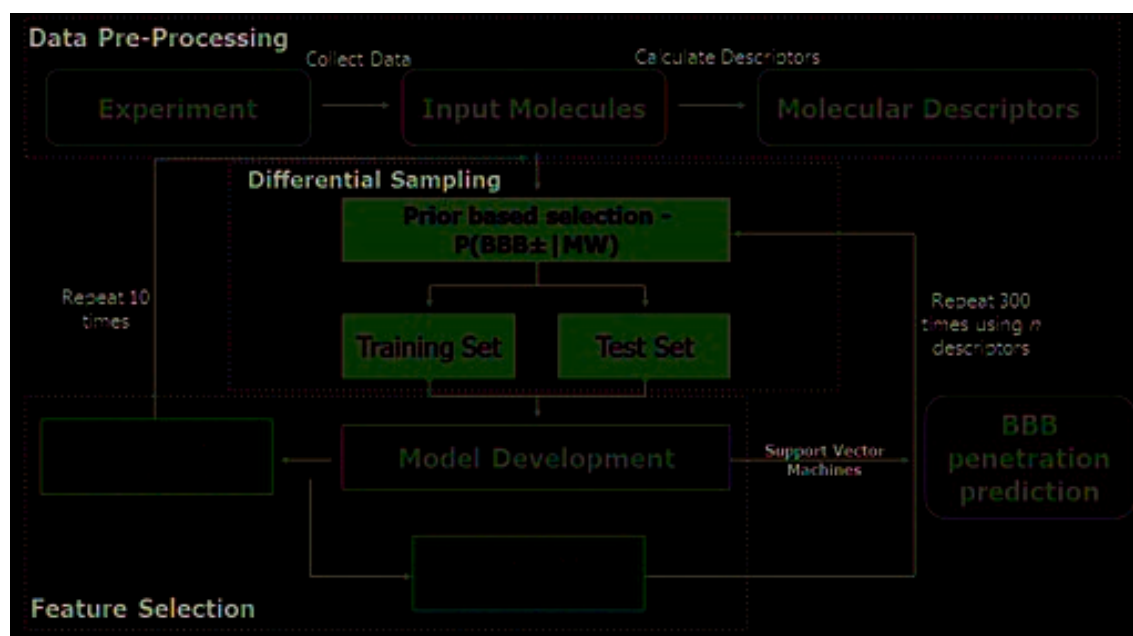 Data Pre-Processing
Collect Data
Calculate Descriptors
Experiment
Input Molecules
Molecular Descriptors
Differential Sampling
Prior based selection -
P(BBB±|MW)
Repeat 10
times
Repeat 300
times using n
descriptors
Training Set
Test Set
Model Development
Support Vector
Machines
BBB
penetration
prediction
Feature Selection